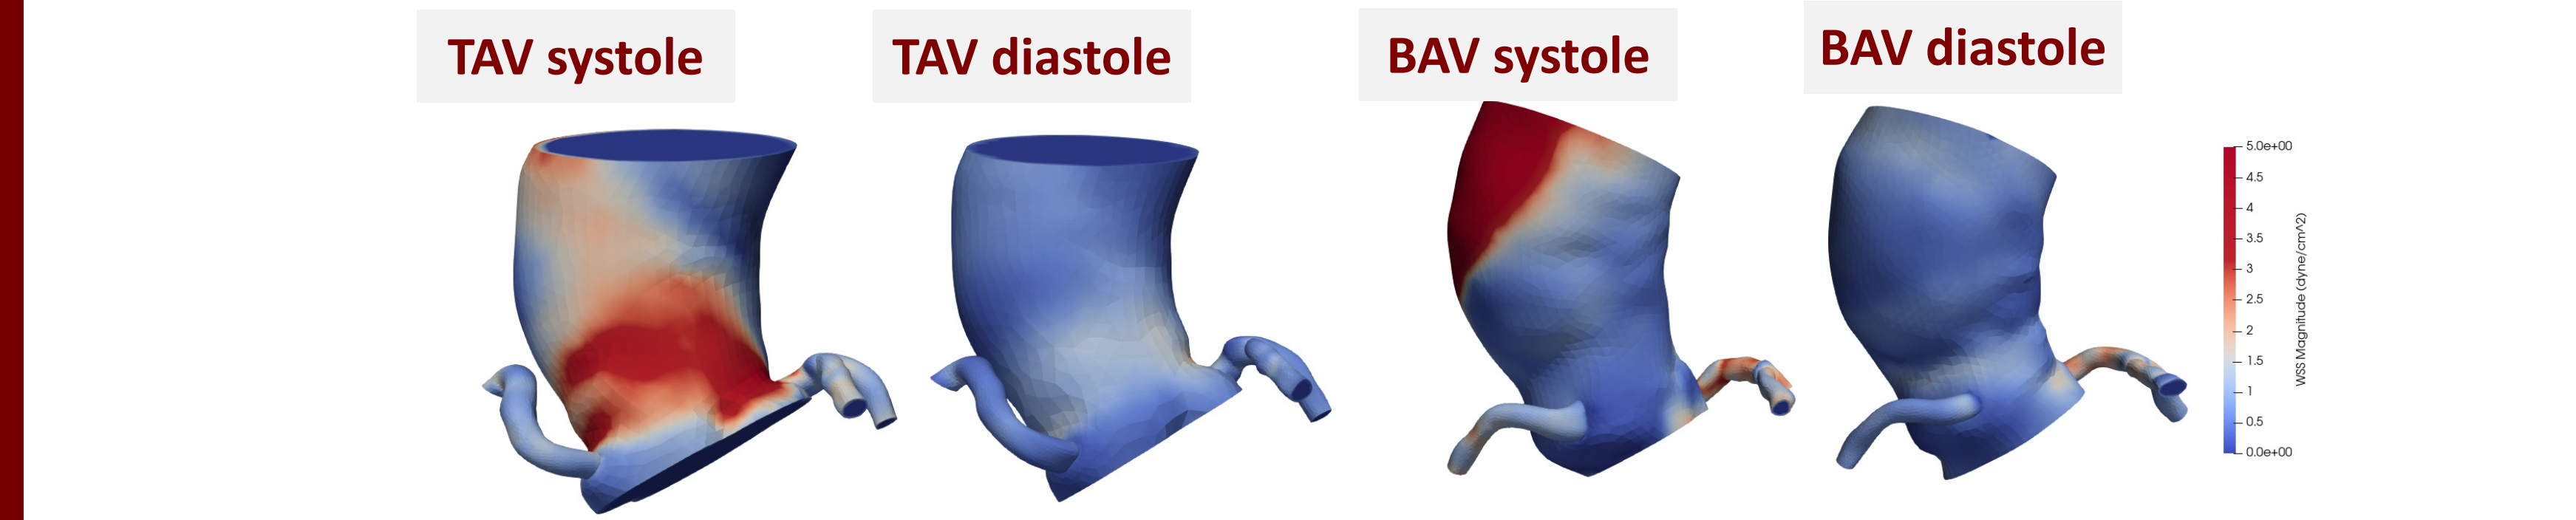 TAV systole
TAV diastole
BAV systole
BAV diastole
5.0e+00
4.5
4
3.5
3
2.5
2
1.5
1
0.5
0.0e+00
WSS Magnitude (dyne/cm^2)